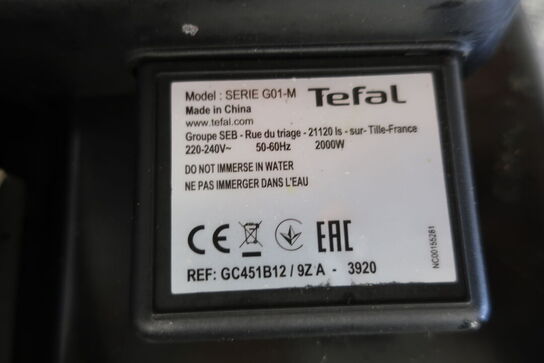 Model : SERIE G01-M Tefal
Made in China
www.tefal.com
Groupe SEB - Rue du triage - 21120 Is - sur- Tille-France
220-240V~ 50-60Hz 2000W
DO NOT IMMERSE IN WATER
NE PAS IMMERGER DANS L'EAU
CE EAC
REF: GC451B12 / 9Z A - 3920
NC00155281